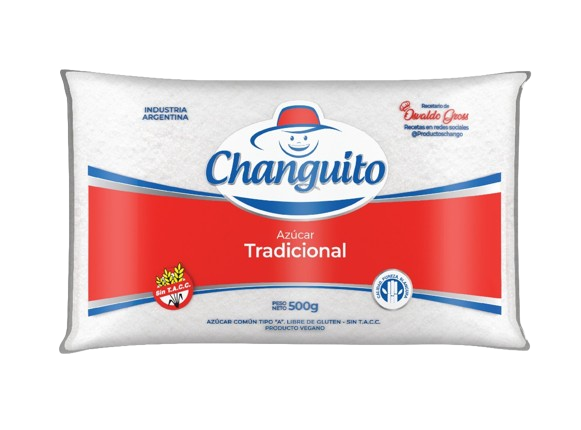 INDUSTRIA
ARGENTINA
Recetario de
Osvaldo Gross
Recetas en redes sociales
@Productoschango
Changuito
Azúcar
Tradicional
Sin T.A.C.C.
PESO
NETO 500g
AZÚCAR COMÚN TIPO "A". LIBRE DE GLUTEN - SIN T.A.C.C.
PRODUCTO VEGANO